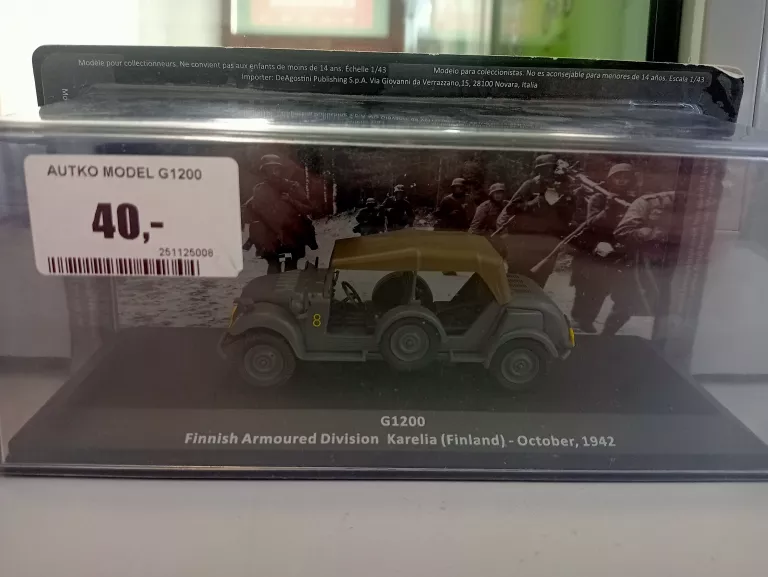 Modèle pour collectionneurs. Ne convient pas aux enfants de moins de 14 ans. Échelle 1/43
Modelo para coleccionistas. No es aconsejable para menores de 14 años. Escala 1/43
Importer: DeAgostini Publishing S.p.A. Via Giovanni da Verrazzano,15, 28100 Novara, Italia
AUTKO MODEL G1200
40,-
251125008
8
G1200
Finnish Armoured Division Karelia (Finland) - October, 1942